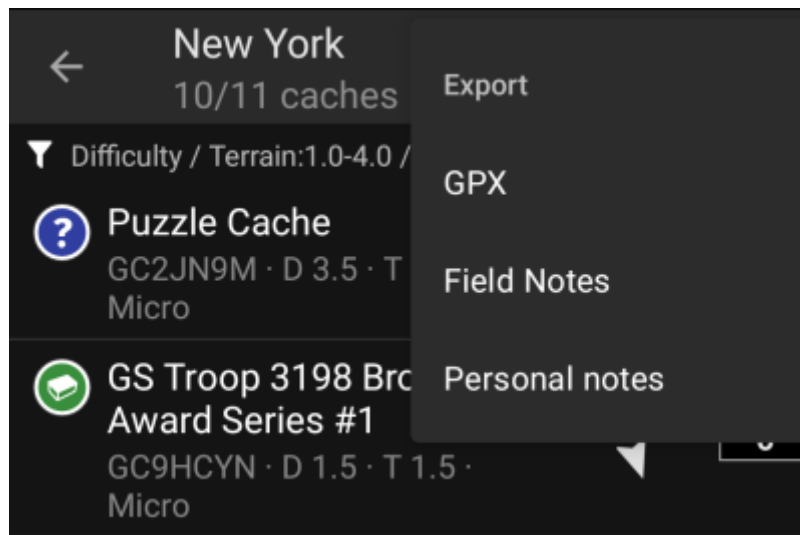 New York
10/11 caches
Export
Difficulty / Terrain:1.0-4.0 /
GPX
?
Puzzle Cache
GC2JN9M · D 3.5 · T
Micro
Field Notes
GS Troop 3198 Bro
Award Series #1
GC9HCYN · D 1.5 · T 1.5 ·
Micro
Personal notes